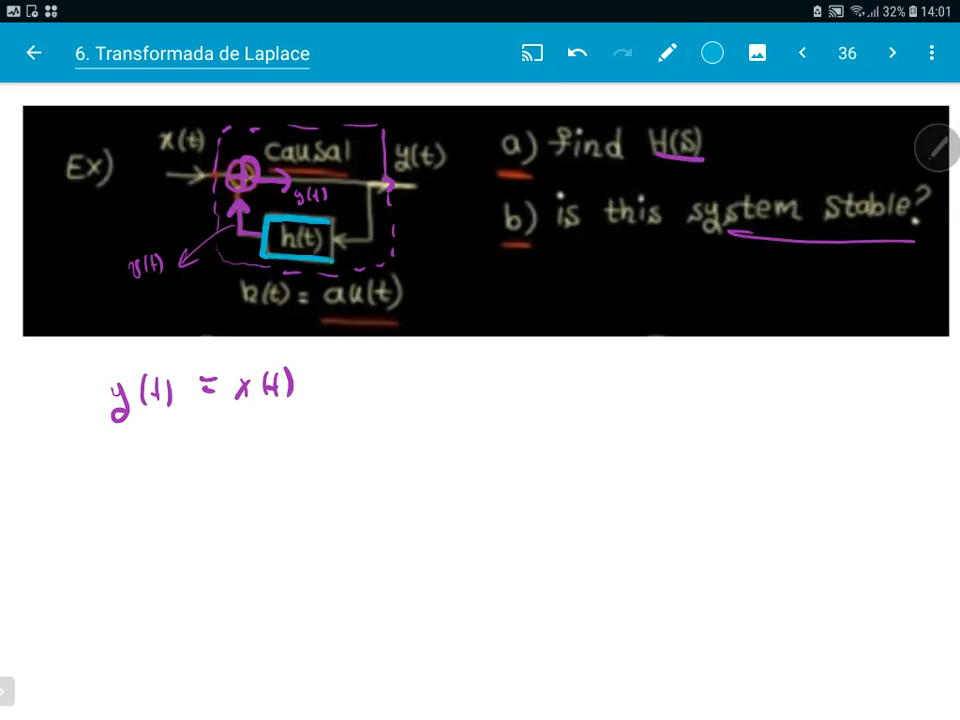 32% 14:01
6. Transformada de Laplace
36
Ex) x(t) causal y(t)
y(t)
h(t)
v(t)
h(t) = au(t)
a) find H(S)
b) is this system stable?
y(t) = x(t)